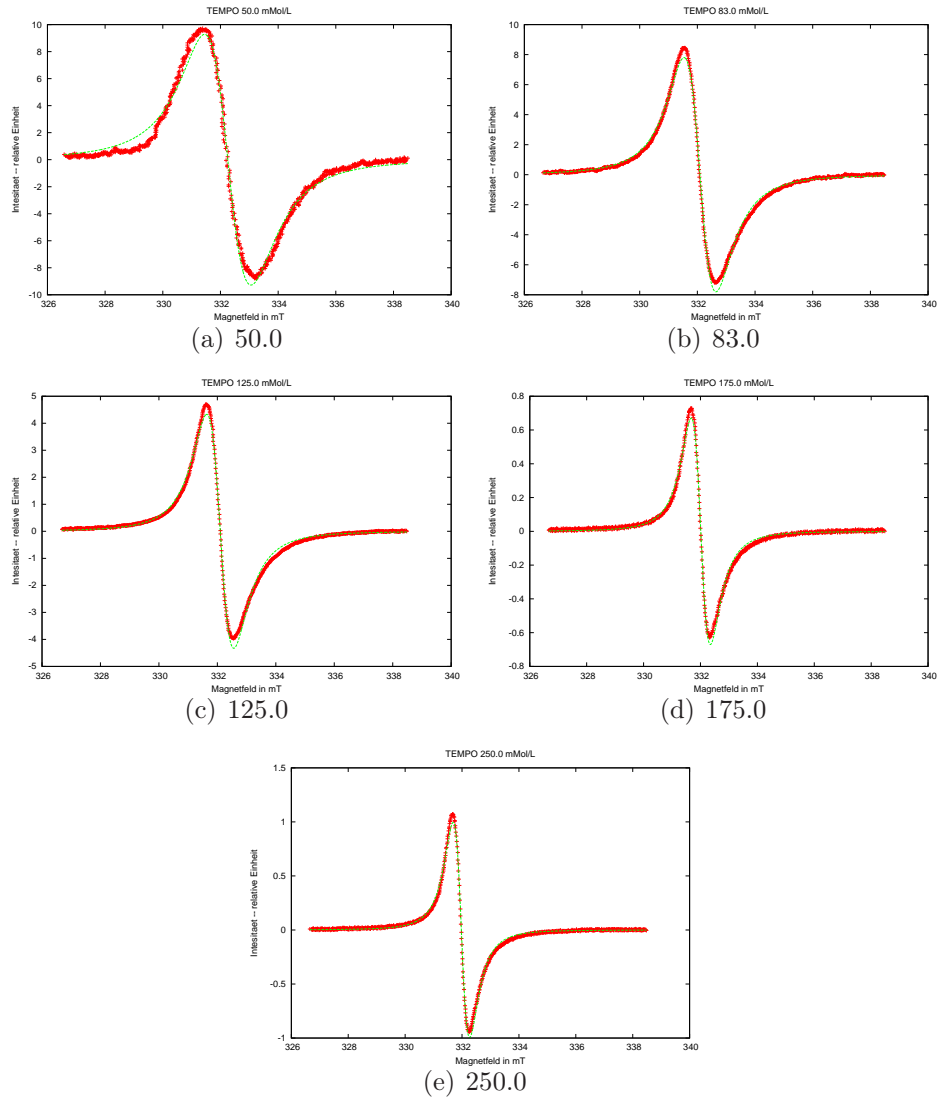 TEMPO 50.0 mMol/L
10
8
6
4
2
0
-2
-4
-6
-8
-10
326 328 330 332 334 336 338 340
Intesitaet -- relative Einheit
Magnetfeld in mT
(a) 50.0
TEMPO 83.0 mMol/L
10
8
6
4
2
0
-2
-4
-6
-8
326 328 330 332 334 336 338 340
Intesitaet -- relative Einheit
Magnetfeld in mT
(b) 83.0
TEMPO 125.0 mMol/L
5
4
3
2
1
0
-1
-2
-3
-4
-5
326 328 330 332 334 336 338 340
Intesitaet -- relative Einheit
Magnetfeld in mT
(c) 125.0
TEMPO 175.0 mMol/L
0.8
0.6
0.4
0.2
0
-0.2
-0.4
-0.6
-0.8
326 328 330 332 334 336 338 340
Intesitaet -- relative Einheit
Magnetfeld in mT
(d) 175.0
TEMPO 250.0 mMol/L
1.5
1
0.5
0
-0.5
-1
326 328 330 332 334 336 338 340
Intesitaet -- relative Einheit
Magnetfeld in mT
(e) 250.0